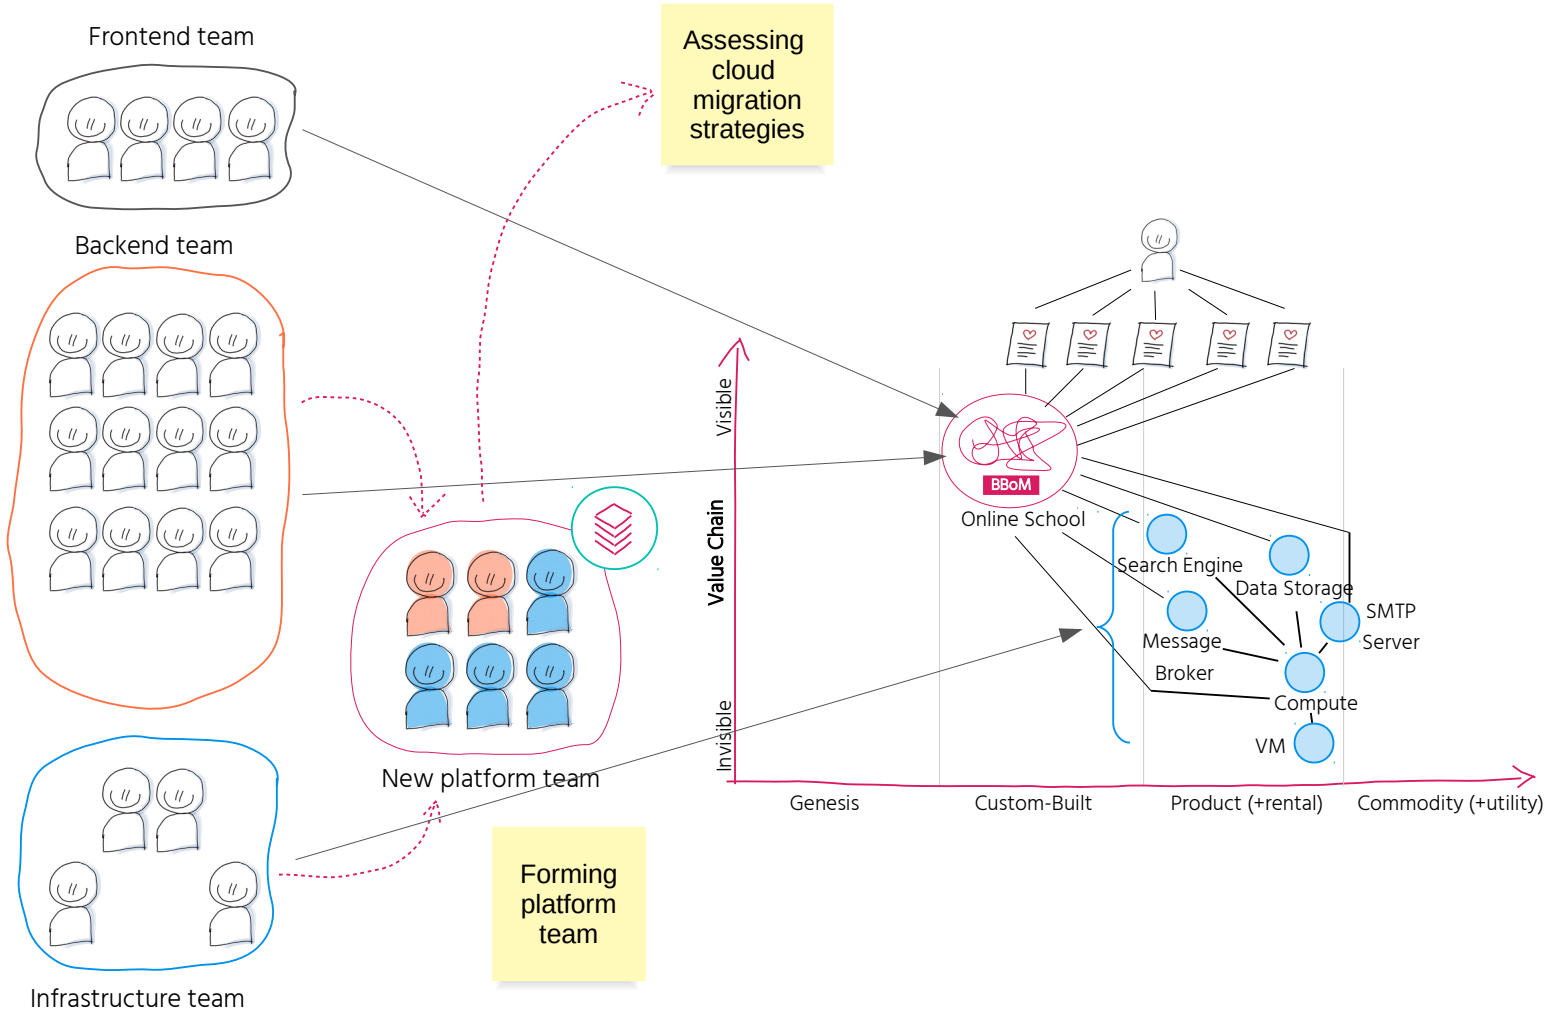 Frontend team
Assessing
cloud
migration
strategies
Backend team
Visible
Value Chain
Invisible
BBoM
Online School
Search Engine
Data Storage
SMTP
Server
Message
Broker
Compute
VM
New platform team
Genesis
Custom-Built
Product (+rental)
Commodity (+utility)
Forming
platform
team
Infrastructure team